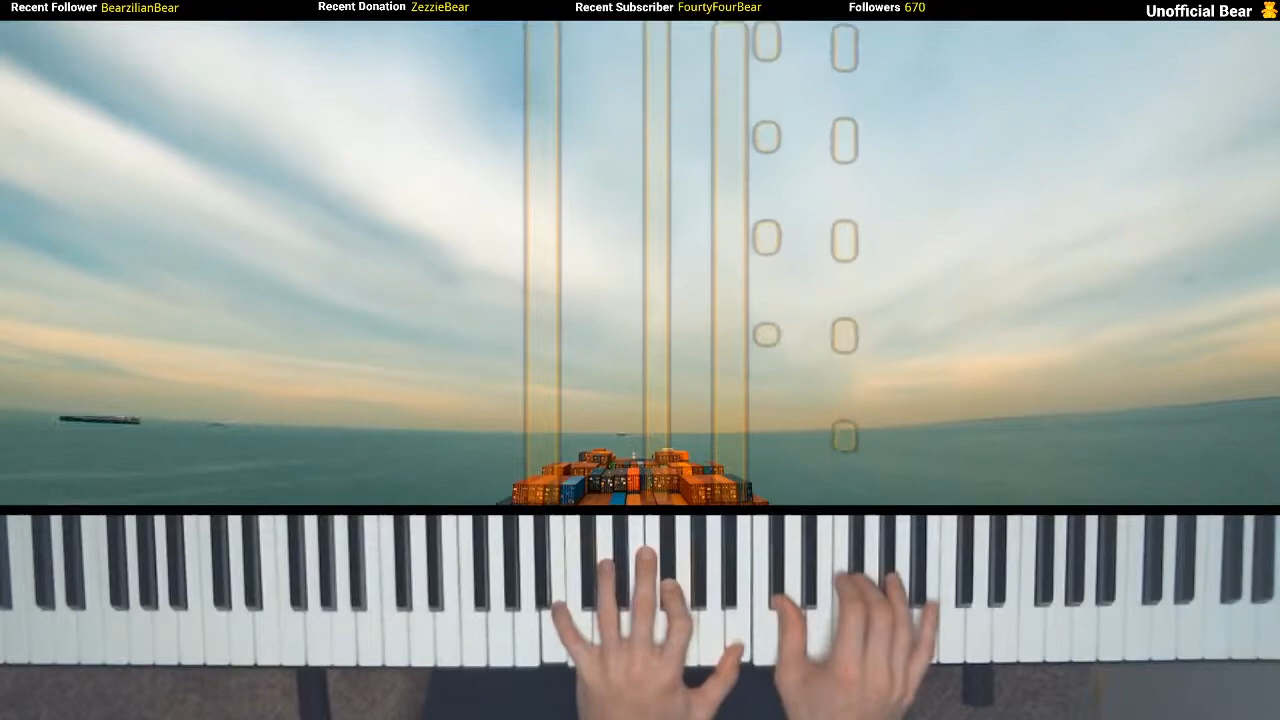 Recent Follower BearzilianBear
Recent Donation ZezzieBear
Recent Subscriber FourtyFourBear
Followers 670
Unofficial Bear